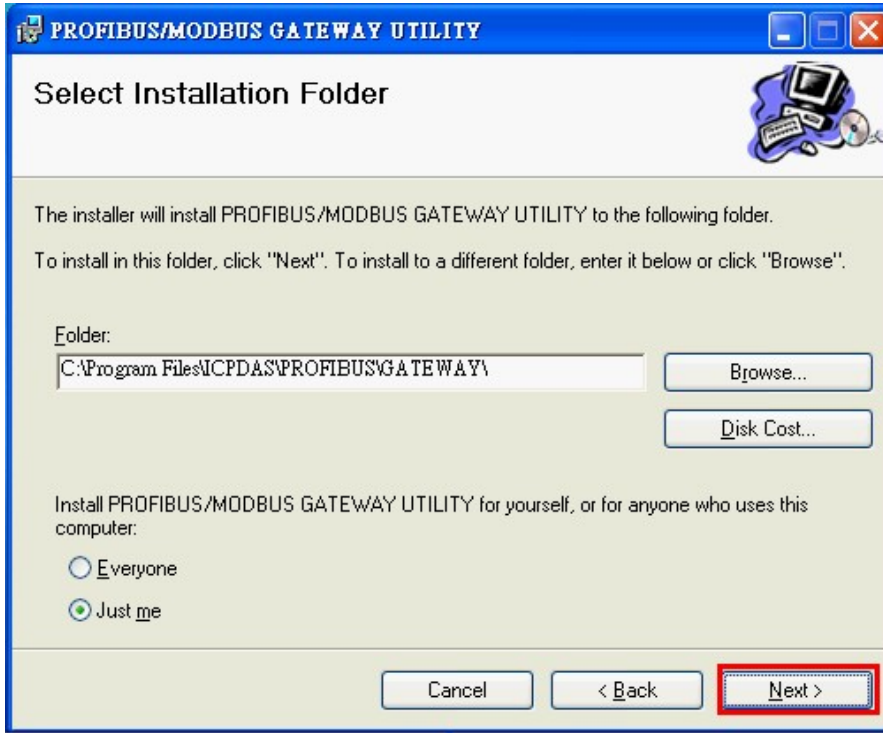 PROFIBUS/MODBUS GATEWAY UTILITY
Select Installation Folder
The installer will install PROFIBUS/MODBUS GATEWAY UTILITY to the following folder.
To install in this folder, click "Next". To install to a different folder, enter it below or click "Browse".
Folder:
C:\Program Files\ICPDAS\PROFIBUS\GATEWAY\
Browse...
Disk Cost...
Install PROFIBUS/MODBUS GATEWAY UTILITY for yourself, or for anyone who uses this
computer:
Everyone
Just me
Cancel
< Back
Next >